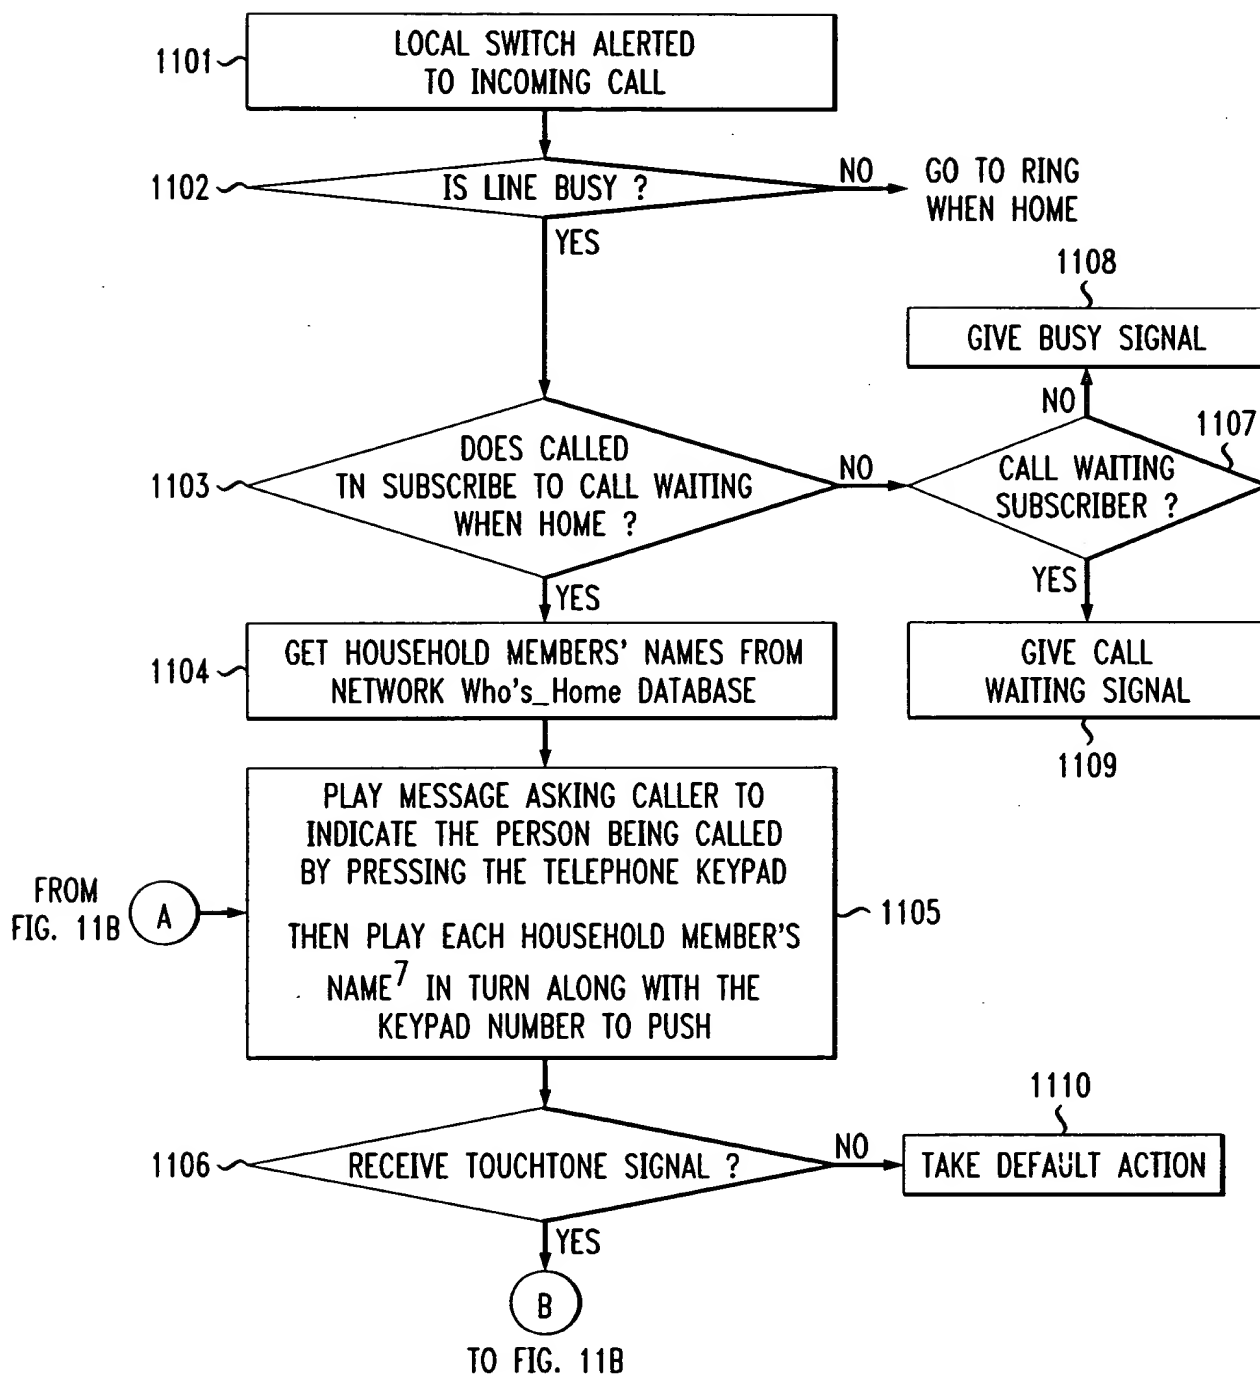 1101
LOCAL SWITCH ALERTED
TO INCOMING CALL
1102
IS LINE BUSY ?
NO
GO TO RING
WHEN HOME
YES
1108
GIVE BUSY SIGNAL
NO
1107
1103
DOES CALLED
TN SUBSCRIBE TO CALL WAITING
WHEN HOME ?
NO
CALL WAITING
SUBSCRIBER ?
YES
YES
1104
GET HOUSEHOLD MEMBERS' NAMES FROM
NETWORK Who's_Home DATABASE
GIVE CALL
WAITING SIGNAL
1109
PLAY MESSAGE ASKING CALLER TO
INDICATE THE PERSON BEING CALLED
BY PRESSING THE TELEPHONE KEYPAD
FROM
FIG. 11B
A
THEN PLAY EACH HOUSEHOLD MEMBER'S
NAME7 IN TURN ALONG WITH THE
KEYPAD NUMBER TO PUSH
1105
1106
RECEIVE TOUCHTONE SIGNAL ?
NO
1110
TAKE DEFAULT ACTION
YES
B
TO FIG. 11B